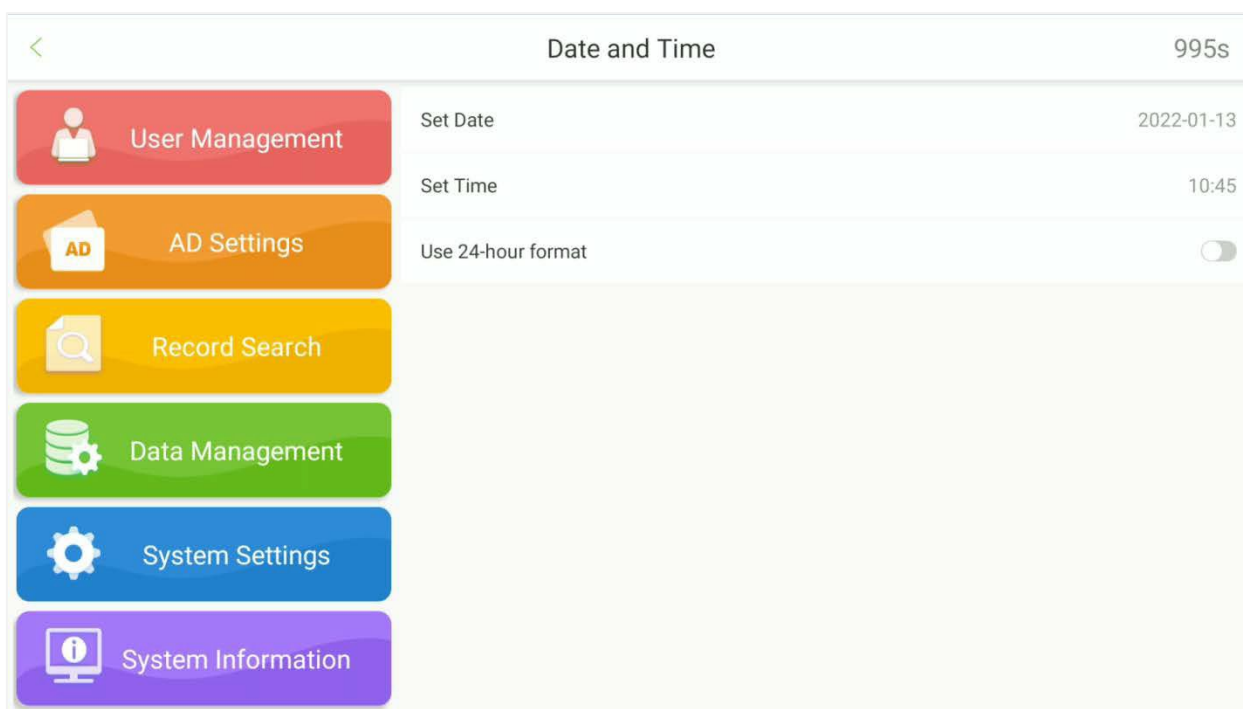 Date and Time
995s
User Management
AD
AD Settings
Record Search
Data Management
System Settings
System Information
Set Date
2022-01-13
Set Time
10:45
Use 24-hour format